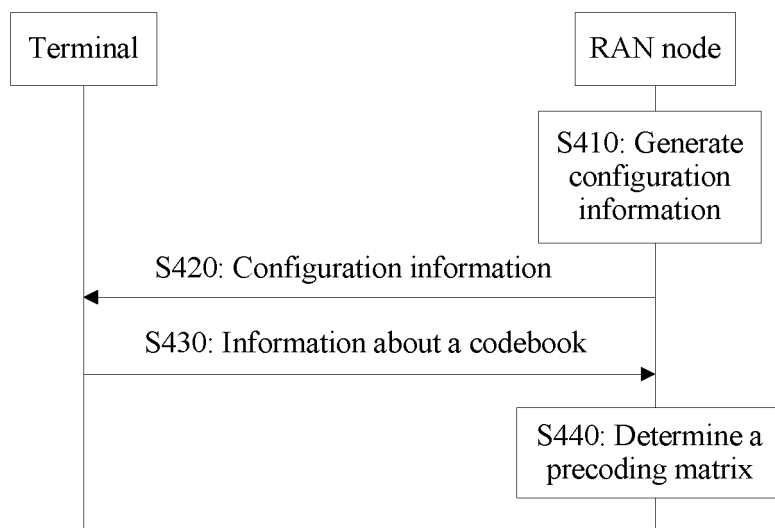 Terminal
RAN node
S410: Generate
configuration
information
S420: Configuration information
S430: Information about a codebook
S440: Determine a
precoding matrix